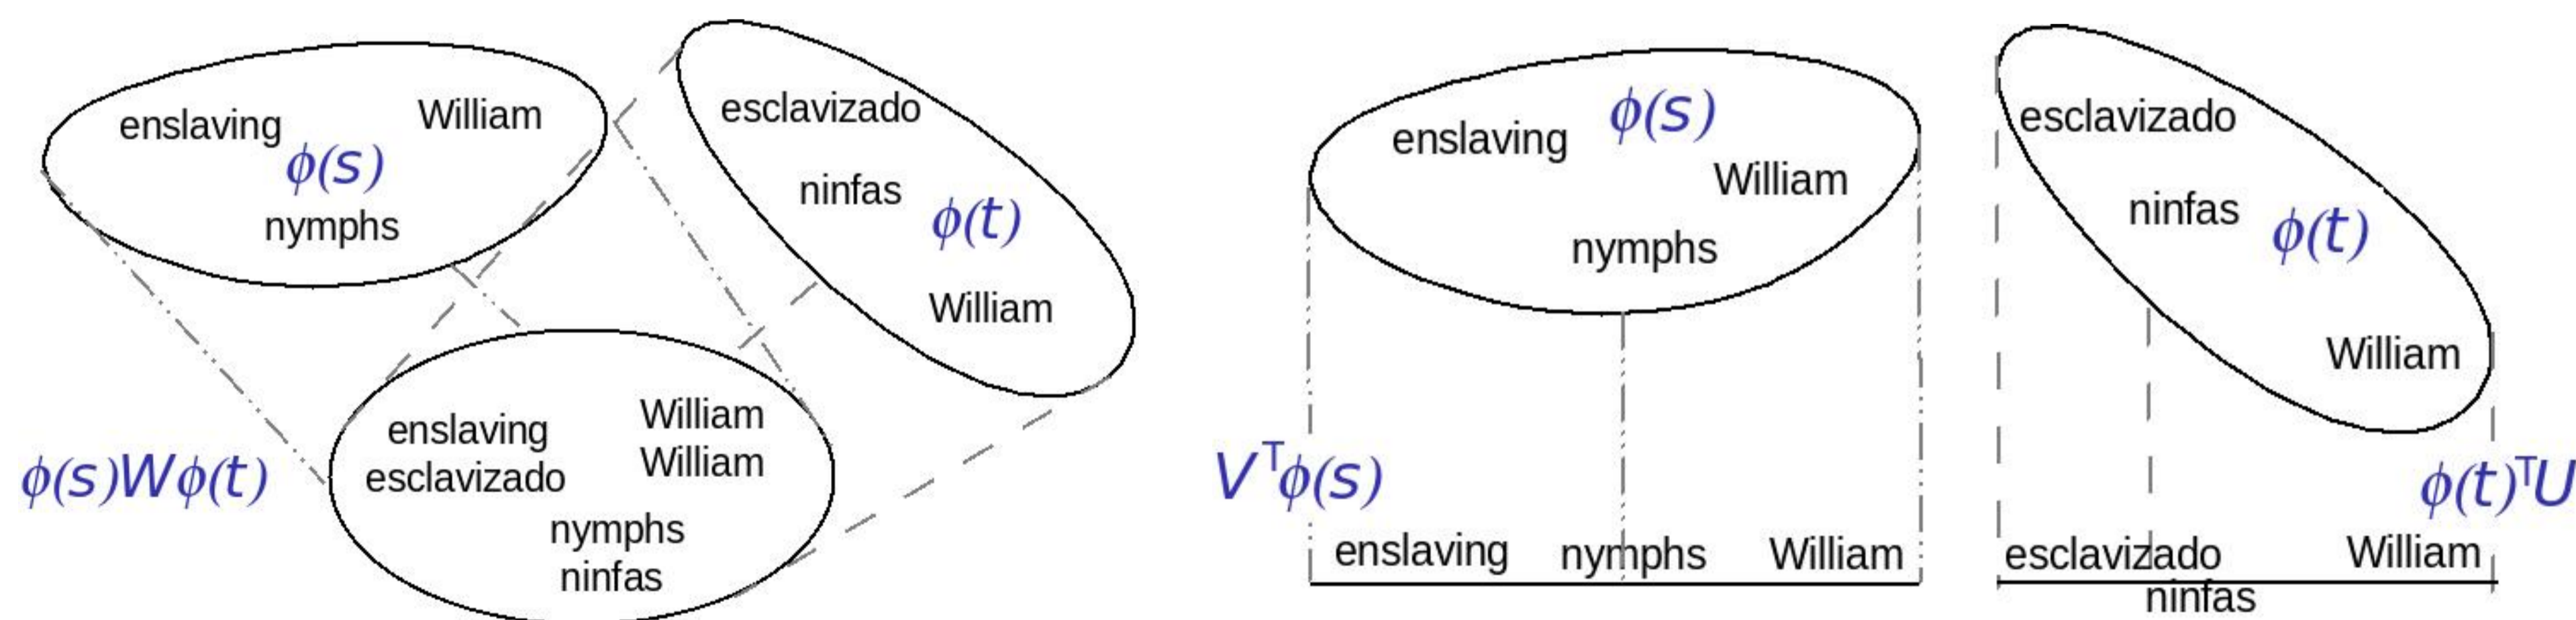 enslaving
William
ϕ(s)
nymphs
esclavizado
ninfas
ϕ(t)
William
ϕ(s)Wϕ(t)
enslaving
esclavizado
William
William
nymphs
ninfas
enslaving
ϕ(s)
William
nymphs
Vᵀϕ(s)
enslaving nymphs William
esclavizado
ninfas
ϕ(t)
William
ϕ(t)ᵀU
esclavizado William
ninfas